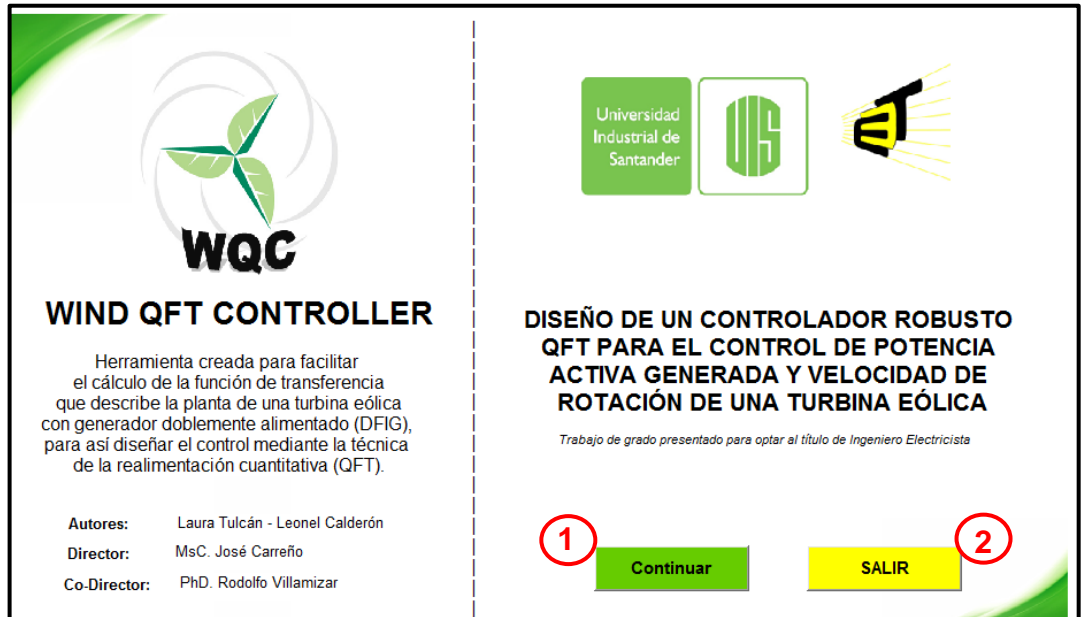 WQC
WIND QFT CONTROLLER
Herramienta creada para facilitar
el cálculo de la función de transferencia
que describe la planta de una turbina eólica
con generador doblemente alimentado (DFIG),
para así diseñar el control mediante la técnica
de la realimentación cuantitativa (QFT).
Autores: Laura Tulcán - Leonel Calderón
Director: MsC. José Carreño
Co-Director: PhD. Rodolfo Villamizar
Universidad
Industrial de
Santander
UIS
DISEÑO DE UN CONTROLADOR ROBUSTO
QFT PARA EL CONTROL DE POTENCIA
ACTIVA GENERADA Y VELOCIDAD DE
ROTACIÓN DE UNA TURBINA EÓLICA
Trabajo de grado presentado para optar al título de Ingeniero Electricista
1 Continuar SALIR 2